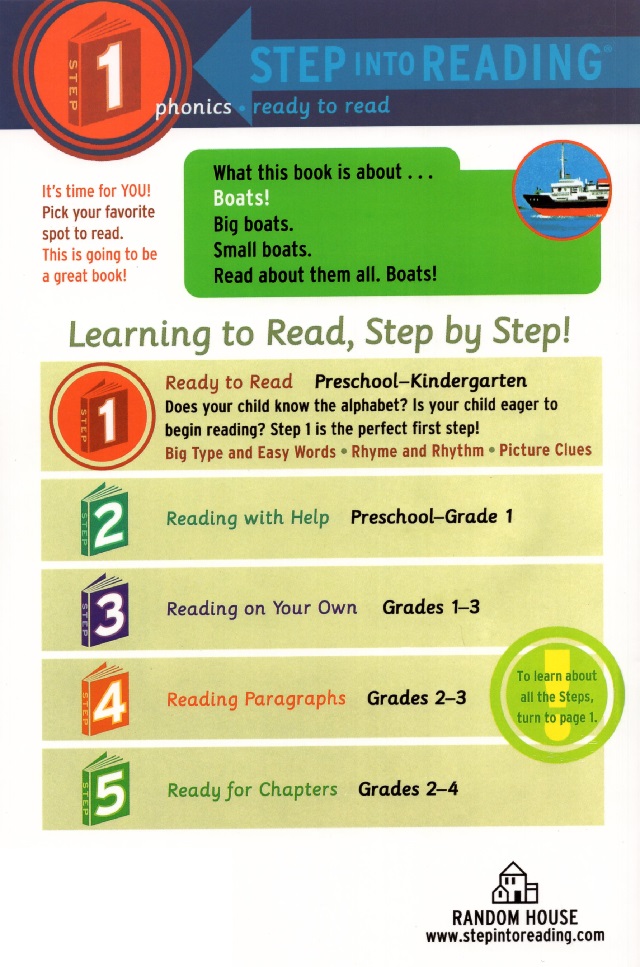 STEP 1
STEP INTO READING®
phonics • ready to read
It's time for YOU!
Pick your favorite
spot to read.
This is going to be
a great book!
What this book is about . . .
Boats!
Big boats.
Small boats.
Read about them all. Boats!
Learning to Read, Step by Step!
STEP 1
Ready to Read Preschool–Kindergarten
Does your child know the alphabet? Is your child eager to
begin reading? Step 1 is the perfect first step!
Big Type and Easy Words • Rhyme and Rhythm • Picture Clues
STEP 2
Reading with Help Preschool–Grade 1
STEP 3
Reading on Your Own Grades 1–3
STEP 4
Reading Paragraphs Grades 2–3
!
To learn about
all the Steps,
turn to page 1.
STEP 5
Ready for Chapters Grades 2–4
RANDOM HOUSE
www.stepintoreading.com